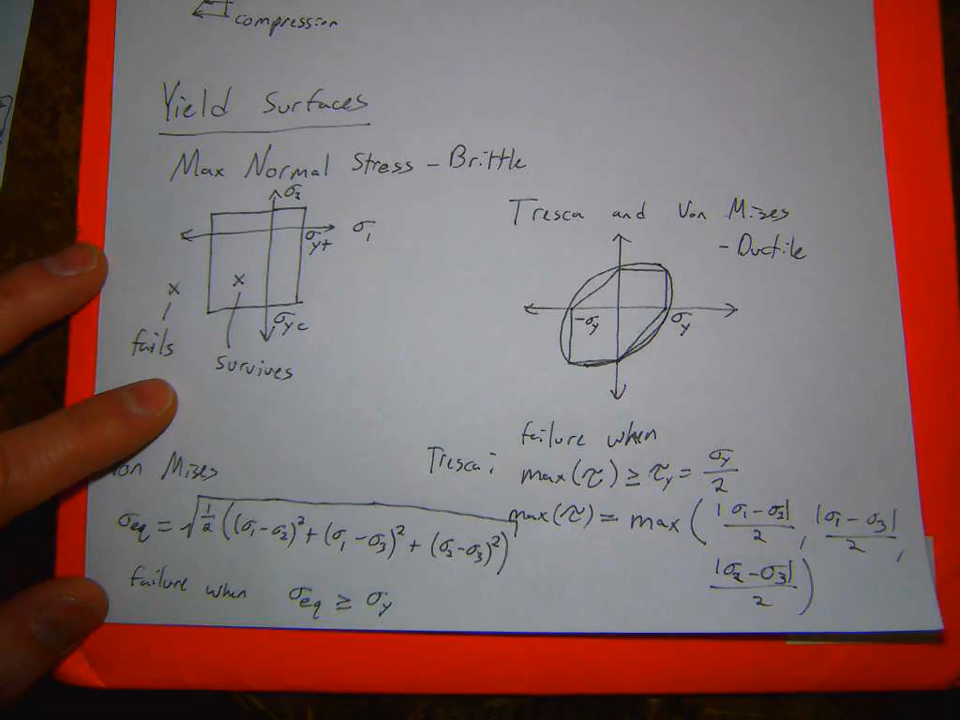 compression
Yield Surfaces
Max Normal Stress - Brittle
σ₂
σ₁
σyt
x
x
σyc
fails
survives
Tresca and Von Mises
- Ductile
-σy
σy
Von Mises
σeq = √(1/2 ((σ₁-σ₂)² + (σ₁-σ₃)² + (σ₂-σ₃)²))
failure when σeq ≥ σy
failure when
Tresca: max(τ) ≥ τy = σy/2
max(τ) = max ( |σ₁-σ₂|/2 , |σ₁-σ₃|/2 ,
|σ₂-σ₃|/2 )